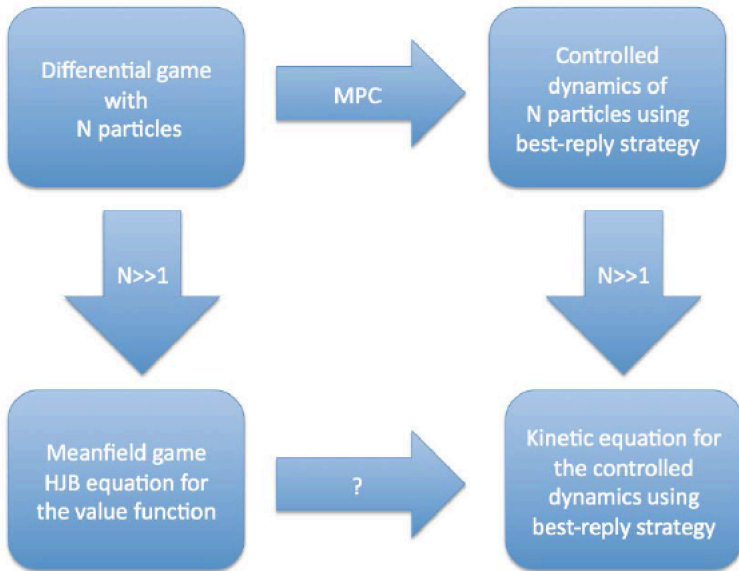 Differential game
with
N particles
MPC
Controlled
dynamics of
N particles using
best-reply strategy
N>>1
N>>1
Meanfield game
HJB equation for
the value function
?
Kinetic equation for
the controlled
dynamics using
best-reply strategy